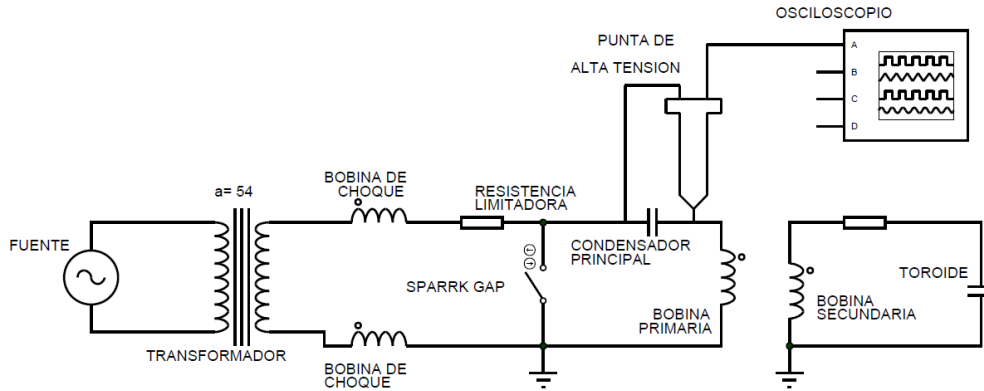 OSCILOSCOPIO
PUNTA DE
ALTA TENSION
A
B
C
D
a= 54
BOBINA DE
CHOQUE
RESISTENCIA
LIMITADORA
FUENTE
CONDENSADOR
PRINCIPAL
SPARRK GAP
TOROIDE
BOBINA
PRIMARIA
BOBINA
SECUNDARIA
TRANSFORMADOR
BOBINA DE
CHOQUE